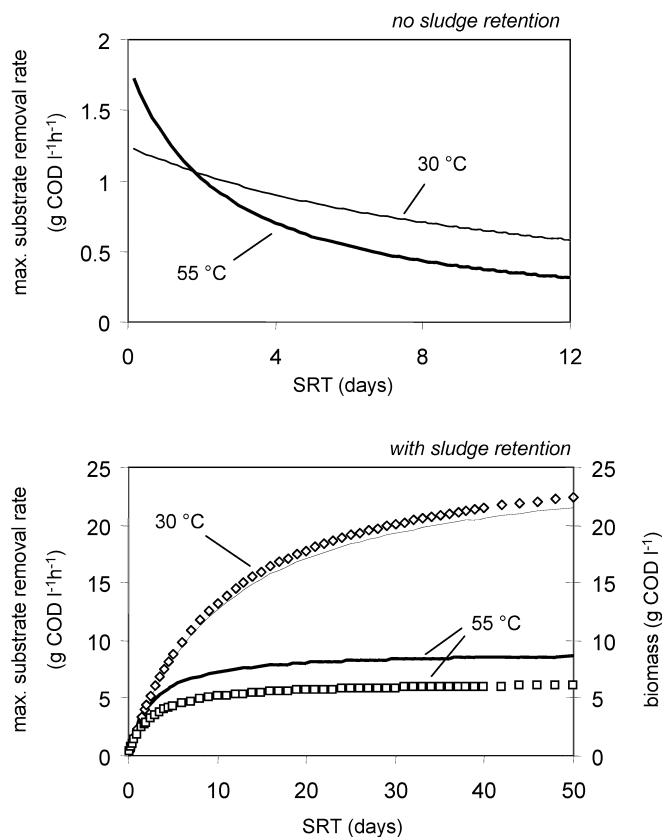 no sludge retention
max. substrate removal rate
(g COD l⁻¹h⁻¹)
2
1.5
1
0.5
0
30 °C
55 °C
0 4 8 12
SRT (days)
with sludge retention
max. substrate removal rate
(g COD l⁻¹h⁻¹)
25
20
15
10
5
0
30 °C
55 °C
25
20
15
10
5
0
biomass (g COD l⁻¹)
0 10 20 30 40 50
SRT (days)